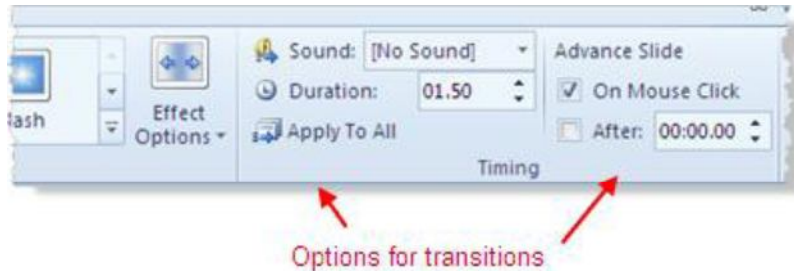 Sound: [No Sound]
Advance Slide
Duration: 01.50
On Mouse Click
Effect
Options
Apply To All
After: 00:00.00
Timing
Options for transitions